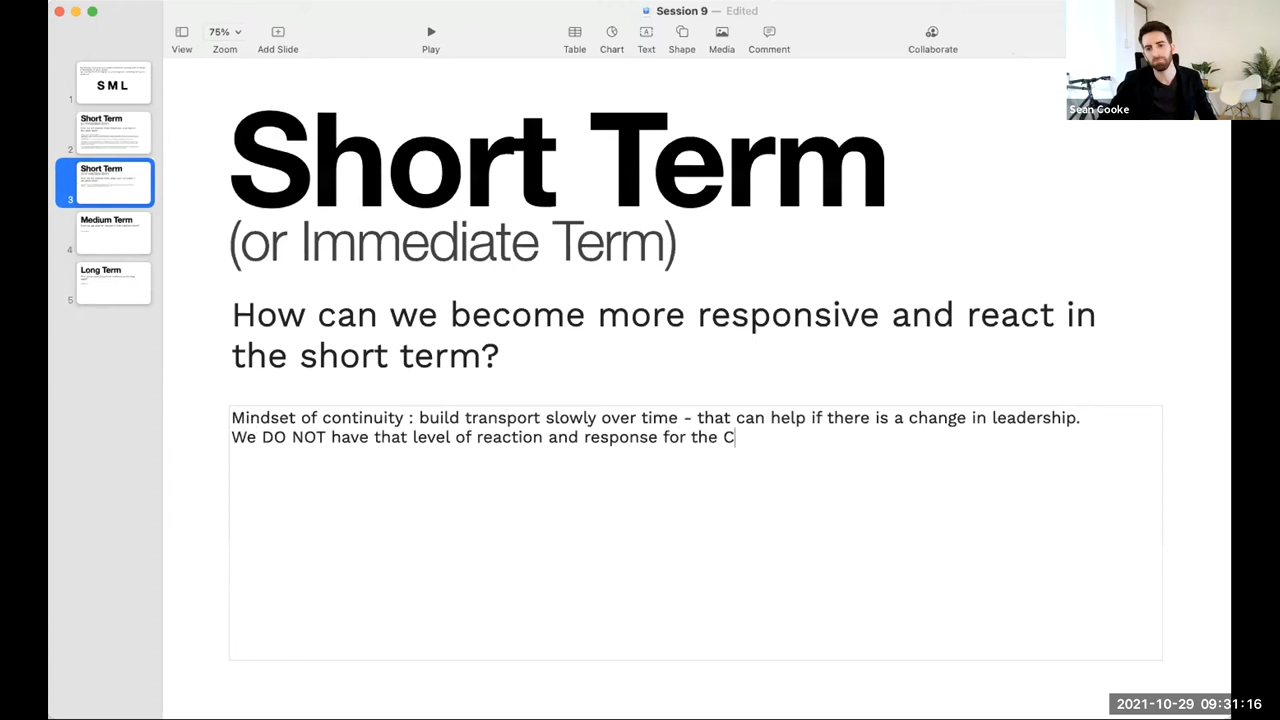 Session 9 — Edited
75%
View Zoom Add Slide Play Table Chart Text Shape Media Comment Collaborate
Sean Cooke
1
S M L
2
Short Term
3
Short Term
4
Medium Term
5
Long Term
Short Term
(or Immediate Term)
How can we become more responsive and react in
the short term?
Mindset of continuity : build transport slowly over time - that can help if there is a change in leadership.
We DO NOT have that level of reaction and response for the C
2021-10-29 09:31:16